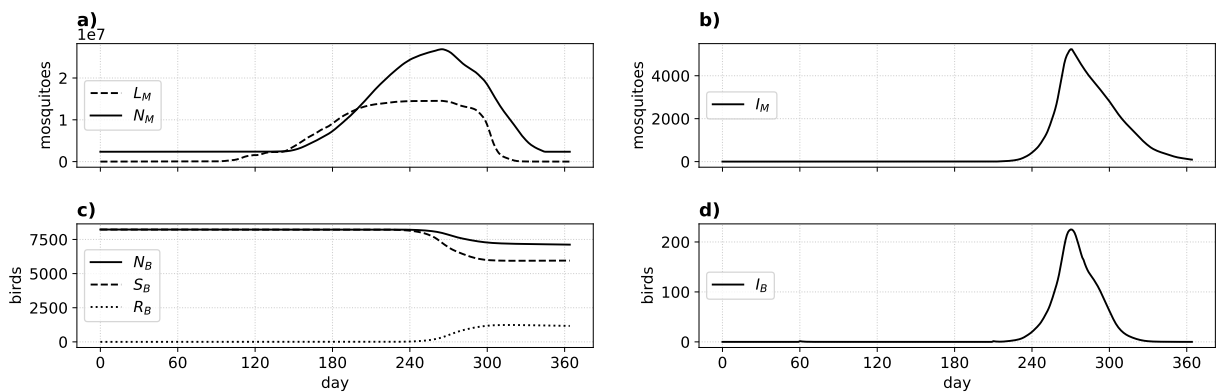 a)
1e7
mosquitoes
2
1
0
L_M
N_M
b)
mosquitoes
4000
2000
0
I_M
c)
birds
7500
5000
2500
0
N_B
S_B
R_B
0 60 120 180 240 300 360
day
d)
birds
200
100
0
I_B
0 60 120 180 240 300 360
day